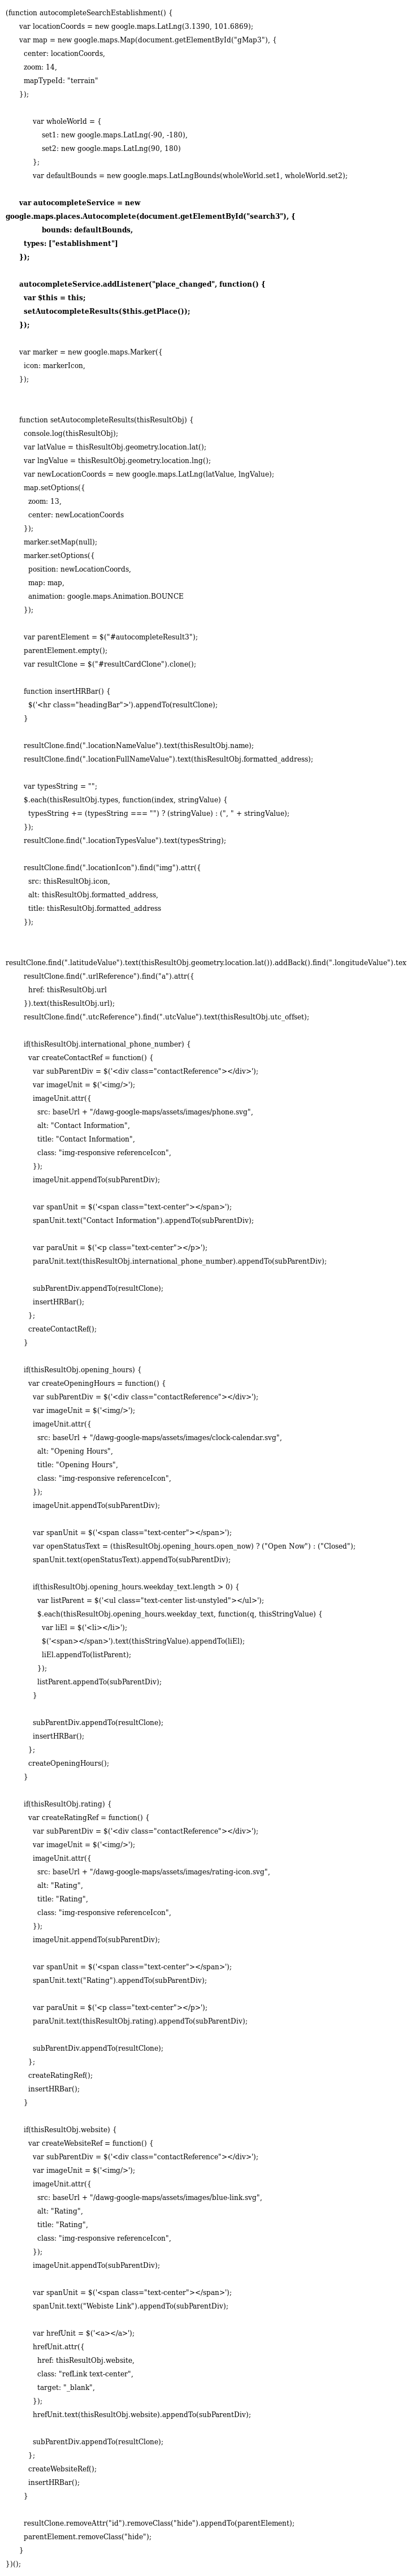 (function autocompleteSearchEstablishment() {
var locationCoords = new google.maps.LatLng(3.1390, 101.6869);
var map = new google.maps.Map(document.getElementById("gMap3"), {
center: locationCoords,
zoom: 14,
mapTypeId: "terrain"
});
var wholeWorld = {
set1: new google.maps.LatLng(-90, -180),
set2: new google.maps.LatLng(90, 180)
};
var defaultBounds = new google.maps.LatLngBounds(wholeWorld.set1, wholeWorld.set2);
var autocompleteService = new
google.maps.places.Autocomplete(document.getElementById("search3"), {
bounds: defaultBounds,
types: ["establishment"]
});
autocompleteService.addListener("place_changed", function() {
var $this = this;
setAutocompleteResults($this.getPlace());
});
var marker = new google.maps.Marker({
icon: markerIcon,
});
function setAutocompleteResults(thisResultObj) {
console.log(thisResultObj);
var latValue = thisResultObj.geometry.location.lat();
var lngValue = thisResultObj.geometry.location.lng();
var newLocationCoords = new google.maps.LatLng(latValue, lngValue);
map.setOptions({
zoom: 13,
center: newLocationCoords
});
marker.setMap(null);
marker.setOptions({
position: newLocationCoords,
map: map,
animation: google.maps.Animation.BOUNCE
});
var parentElement = $("#autocompleteResult3");
parentElement.empty();
var resultClone = $("#resultCardClone").clone();
function insertHRBar() {
$('<hr class="headingBar">').appendTo(resultClone);
}
resultClone.find(".locationNameValue").text(thisResultObj.name);
resultClone.find(".locationFullNameValue").text(thisResultObj.formatted_address);
var typesString = "";
$.each(thisResultObj.types, function(index, stringValue) {
typesString += (typesString === "") ? (stringValue) : (", " + stringValue);
});
resultClone.find(".locationTypesValue").text(typesString);
resultClone.find(".locationIcon").find("img").attr({
src: thisResultObj.icon,
alt: thisResultObj.formatted_address,
title: thisResultObj.formatted_address
});
resultClone.find(".latitudeValue").text(thisResultObj.geometry.location.lat()).addBack().find(".longitudeValue").tex
resultClone.find(".urlReference").find("a").attr({
href: thisResultObj.url
}).text(thisResultObj.url);
resultClone.find(".utcReference").find(".utcValue").text(thisResultObj.utc_offset);
if(thisResultObj.international_phone_number) {
var createContactRef = function() {
var subParentDiv = $('<div class="contactReference"></div>');
var imageUnit = $('<img/>');
imageUnit.attr({
src: baseUrl + "/dawg-google-maps/assets/images/phone.svg",
alt: "Contact Information",
title: "Contact Information",
class: "img-responsive referenceIcon",
});
imageUnit.appendTo(subParentDiv);
var spanUnit = $('<span class="text-center"></span>');
spanUnit.text("Contact Information").appendTo(subParentDiv);
var paraUnit = $('<p class="text-center"></p>');
paraUnit.text(thisResultObj.international_phone_number).appendTo(subParentDiv);
subParentDiv.appendTo(resultClone);
insertHRBar();
};
createContactRef();
}
if(thisResultObj.opening_hours) {
var createOpeningHours = function() {
var subParentDiv = $('<div class="contactReference"></div>');
var imageUnit = $('<img/>');
imageUnit.attr({
src: baseUrl + "/dawg-google-maps/assets/images/clock-calendar.svg",
alt: "Opening Hours",
title: "Opening Hours",
class: "img-responsive referenceIcon",
});
imageUnit.appendTo(subParentDiv);
var spanUnit = $('<span class="text-center"></span>');
var openStatusText = (thisResultObj.opening_hours.open_now) ? ("Open Now") : ("Closed");
spanUnit.text(openStatusText).appendTo(subParentDiv);
if(thisResultObj.opening_hours.weekday_text.length > 0) {
var listParent = $('<ul class="text-center list-unstyled"></ul>');
$.each(thisResultObj.opening_hours.weekday_text, function(q, thisStringValue) {
var liEl = $('<li></li>');
$('<span></span>').text(thisStringValue).appendTo(liEl);
liEl.appendTo(listParent);
});
listParent.appendTo(subParentDiv);
}
subParentDiv.appendTo(resultClone);
insertHRBar();
};
createOpeningHours();
}
if(thisResultObj.rating) {
var createRatingRef = function() {
var subParentDiv = $('<div class="contactReference"></div>');
var imageUnit = $('<img/>');
imageUnit.attr({
src: baseUrl + "/dawg-google-maps/assets/images/rating-icon.svg",
alt: "Rating",
title: "Rating",
class: "img-responsive referenceIcon",
});
imageUnit.appendTo(subParentDiv);
var spanUnit = $('<span class="text-center"></span>');
spanUnit.text("Rating").appendTo(subParentDiv);
var paraUnit = $('<p class="text-center"></p>');
paraUnit.text(thisResultObj.rating).appendTo(subParentDiv);
subParentDiv.appendTo(resultClone);
};
createRatingRef();
insertHRBar();
}
if(thisResultObj.website) {
var createWebsiteRef = function() {
var subParentDiv = $('<div class="contactReference"></div>');
var imageUnit = $('<img/>');
imageUnit.attr({
src: baseUrl + "/dawg-google-maps/assets/images/blue-link.svg",
alt: "Rating",
title: "Rating",
class: "img-responsive referenceIcon",
});
imageUnit.appendTo(subParentDiv);
var spanUnit = $('<span class="text-center"></span>');
spanUnit.text("Webiste Link").appendTo(subParentDiv);
var hrefUnit = $('<a></a>');
hrefUnit.attr({
href: thisResultObj.website,
class: "refLink text-center",
target: "_blank",
});
hrefUnit.text(thisResultObj.website).appendTo(subParentDiv);
subParentDiv.appendTo(resultClone);
};
createWebsiteRef();
insertHRBar();
}
resultClone.removeAttr("id").removeClass("hide").appendTo(parentElement);
parentElement.removeClass("hide");
}
})();